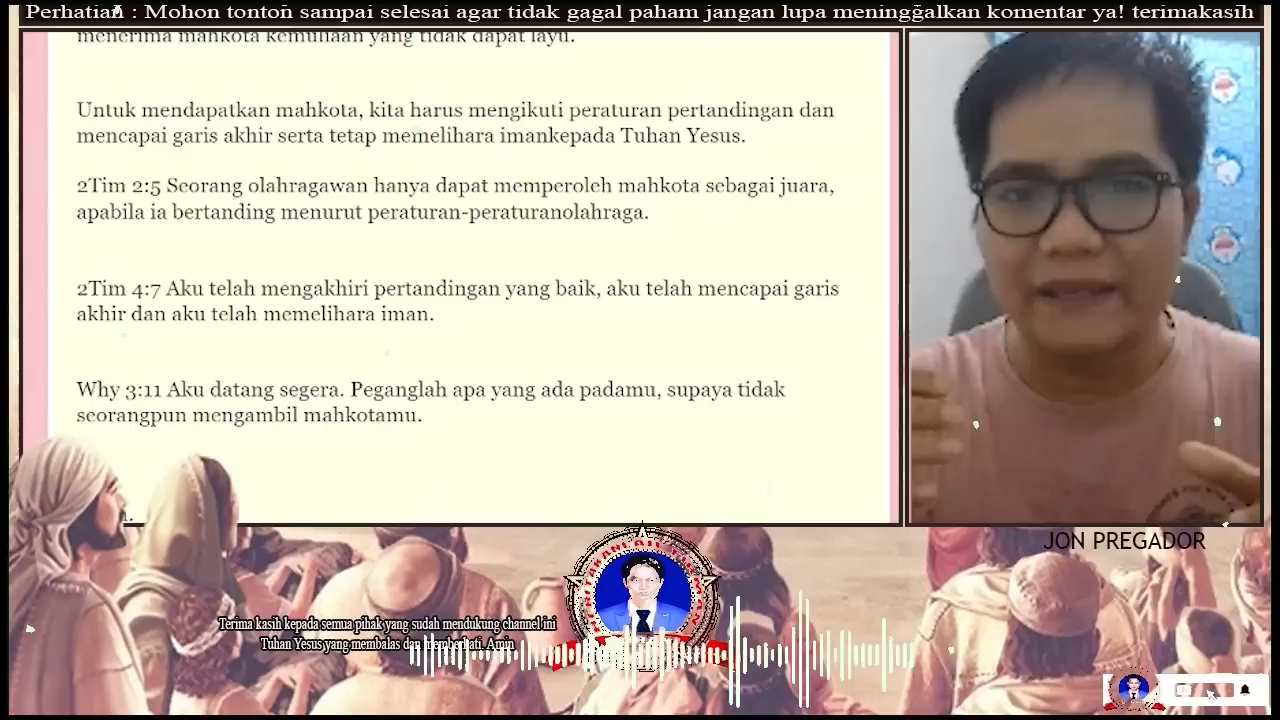 Perhatian : Mohon tonton sampai selesai agar tidak gagal paham jangan lupa meninggalkan komentar ya! terimakasih
menerima mahkota kemuliaan yang tidak dapat layu.
Untuk mendapatkan mahkota, kita harus mengikuti peraturan pertandingan dan
mencapai garis akhir serta tetap memelihara imankepada Tuhan Yesus.
2Tim 2:5 Seorang olahragawan hanya dapat memperoleh mahkota sebagai juara,
apabila ia bertanding menurut peraturan-peraturanolahraga.
2Tim 4:7 Aku telah mengakhiri pertandingan yang baik, aku telah mencapai garis
akhir dan aku telah memelihara iman.
Why 3:11 Aku datang segera. Peganglah apa yang ada padamu, supaya tidak
seorangpun mengambil mahkotamu.
JON PREGADOR
Terima kasih kepada semua pihak yang sudah mendukung channel ini
Tuhan Yesus yang membalas dan memberkati. Amin